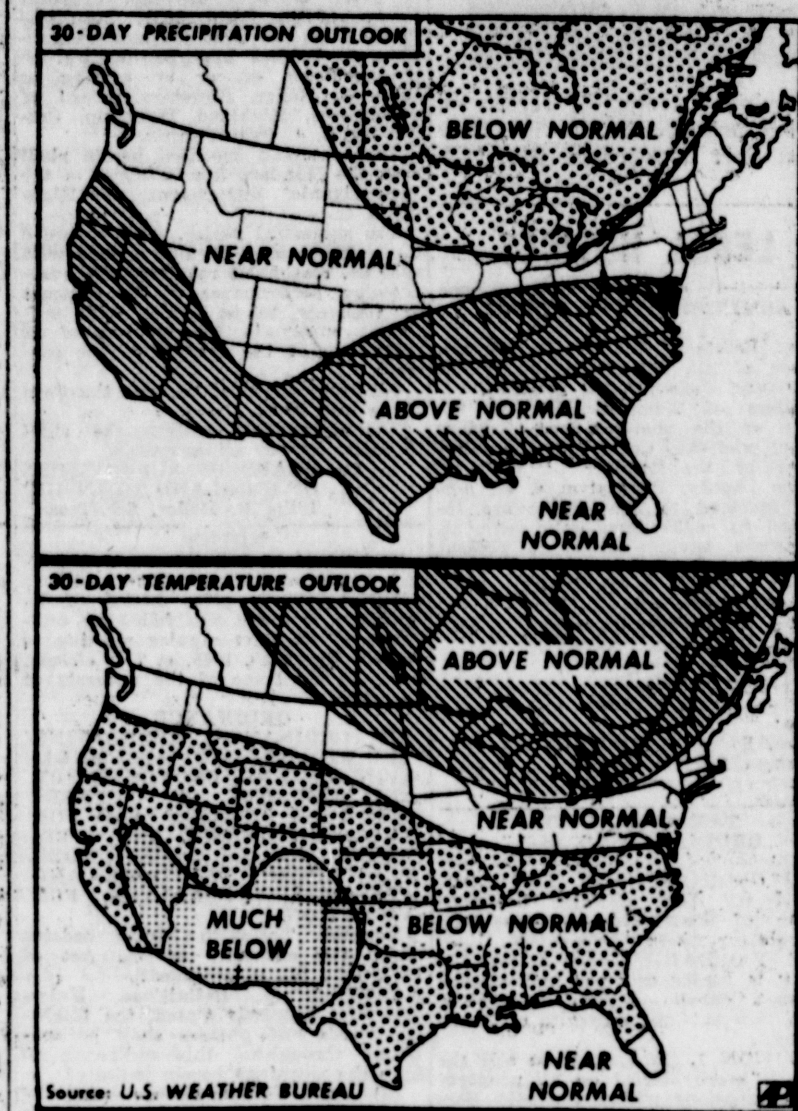 30-DAY PRECIPITATION OUTLOOK
BELOW NORMAL
NEAR NORMAL
ABOVE NORMAL
NEAR
NORMAL
30-DAY TEMPERATURE OUTLOOK
ABOVE NORMAL
NEAR NORMAL
MUCH
BELOW
BELOW NORMAL
NEAR
NORMAL
Source: U.S. WEATHER BUREAU
AP